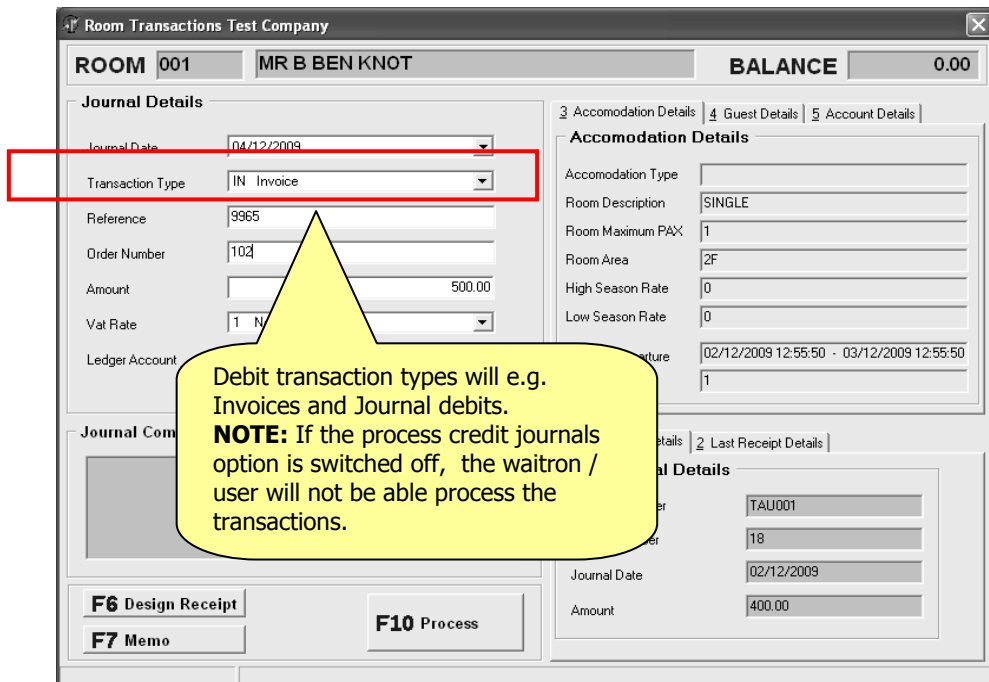 Room Transactions Test Company
ROOM 001 MR B BEN KNOT BALANCE 0.00
Journal Details
Journal Date 04/12/2009
Transaction Type IN Invoice
Reference 9965
Order Number 102
Amount 500.00
Vat Rate 1 N
Ledger Account
Debit transaction types will e.g.
Invoices and Journal debits.
NOTE: If the process credit journals
option is switched off, the waitron /
user will not be able process the
transactions.
Journal Com
F6 Design Receipt
F7 Memo
F10 Process
3 Accomodation Details 4 Guest Details 5 Account Details
Accomodation Details
Accomodation Type
Room Description SINGLE
Room Maximum PAX 1
Room Area 2F
High Season Rate 0
Low Season Rate 0
02/12/2009 12:55:50 - 03/12/2009 12:55:50
1
2 Last Receipt Details
Details
TAU001
18
Journal Date 02/12/2009
Amount 400.00